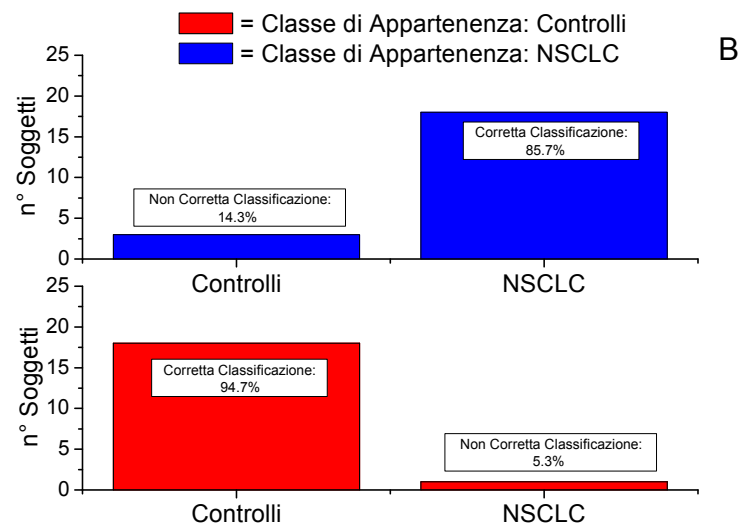 = Classe di Appartenenza: Controlli
= Classe di Appartenenza: NSCLC
B
25
20
15
10
5
0
n° Soggetti
Non Corretta Classificazione:
14.3%
Corretta Classificazione:
85.7%
Controlli
NSCLC
25
20
15
10
5
0
n° Soggetti
Corretta Classificazione:
94.7%
Non Corretta Classificazione:
5.3%
Controlli
NSCLC